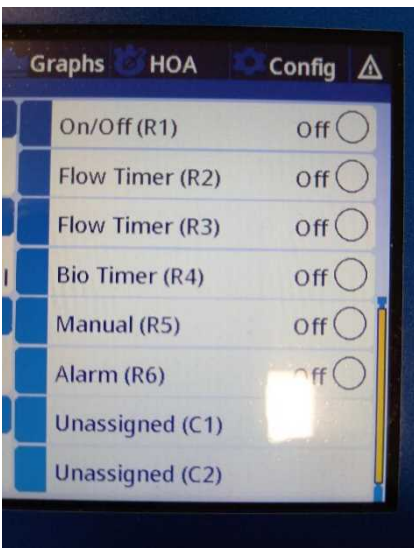 Graphs HOA Config
On/Off (R1) Off
Flow Timer (R2) Off
Flow Timer (R3) Off
Bio Timer (R4) Off
Manual (R5) Off
Alarm (R6) Off
Unassigned (C1)
Unassigned (C2)